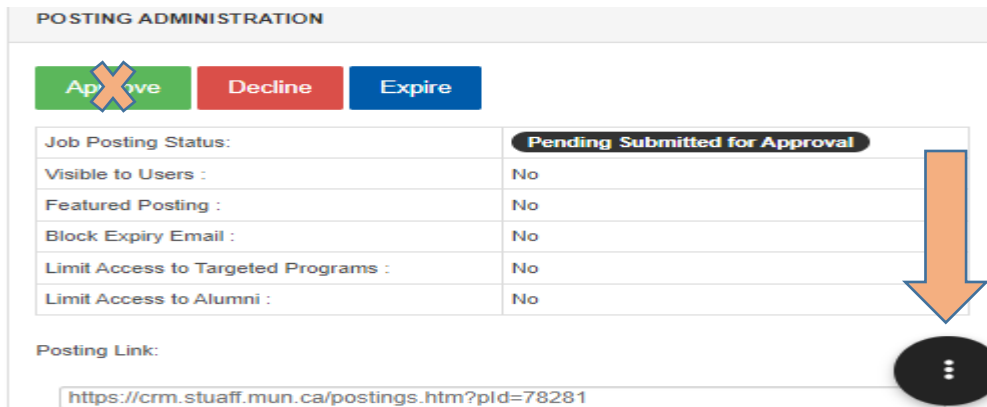 POSTING ADMINISTRATION
Approve Decline Expire
Job Posting Status: Pending Submitted for Approval
Visible to Users : No
Featured Posting : No
Block Expiry Email : No
Limit Access to Targeted Programs : No
Limit Access to Alumni : No
Posting Link:
https://crm.stuaff.mun.ca/postings.htm?pId=78281